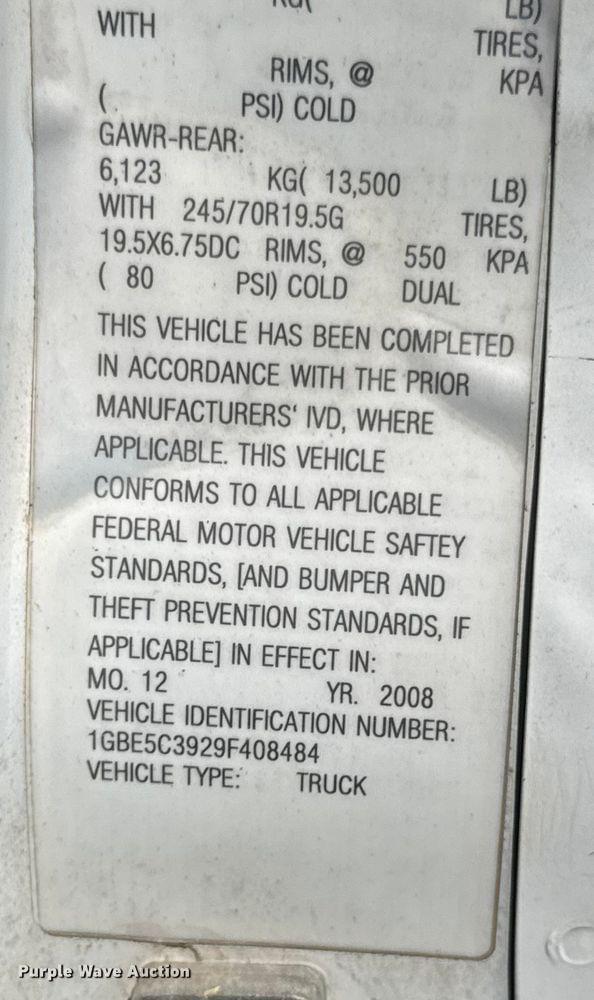 KG( LB)
WITH TIRES,
RIMS, @ KPA
( PSI) COLD
GAWR-REAR:
6,123 KG( 13,500 LB)
WITH 245/70R19.5G TIRES,
19.5X6.75DC RIMS, @ 550 KPA
( 80 PSI) COLD DUAL
THIS VEHICLE HAS BEEN COMPLETED
IN ACCORDANCE WITH THE PRIOR
MANUFACTURERS' IVD, WHERE
APPLICABLE. THIS VEHICLE
CONFORMS TO ALL APPLICABLE
FEDERAL MOTOR VEHICLE SAFTEY
STANDARDS, [AND BUMPER AND
THEFT PREVENTION STANDARDS, IF
APPLICABLE] IN EFFECT IN:
MO. 12 YR. 2008
VEHICLE IDENTIFICATION NUMBER:
1GBE5C3929F408484
VEHICLE TYPE: TRUCK
Purple Wave Auction